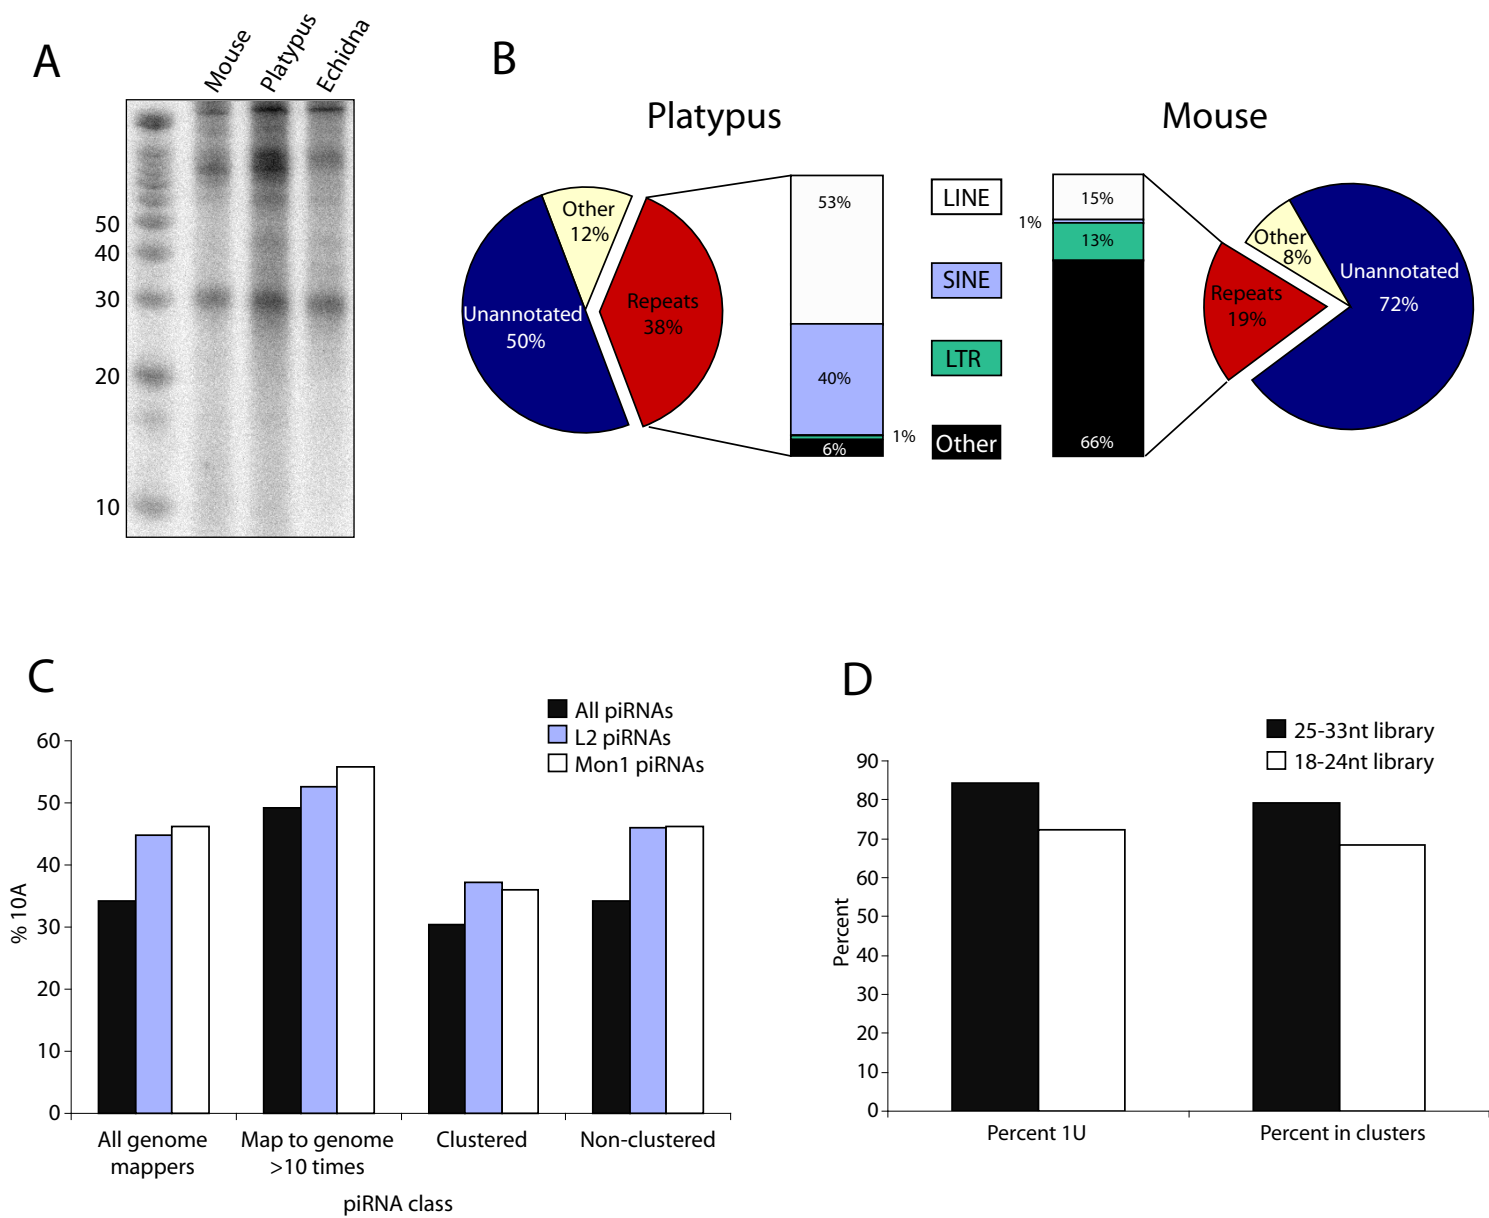 A
Mouse
Platypus
Echidna
50
40
30
20
10
B
Platypus
Mouse
Other
12%
Unannotated
50%
Repeats
38%
53%
40%
1%
6%
LINE
SINE
LTR
Other
15%
1%
13%
66%
Other
8%
Repeats
19%
Unannotated
72%
C
All piRNAs
L2 piRNAs
Mon1 piRNAs
60
50
40
30
20
10
0
% 10A
All genome
mappers
Map to genome
>10 times
Clustered
Non-clustered
piRNA class
D
25-33nt library
18-24nt library
90
80
70
60
50
40
30
20
10
0
Percent
Percent 1U
Percent in clusters